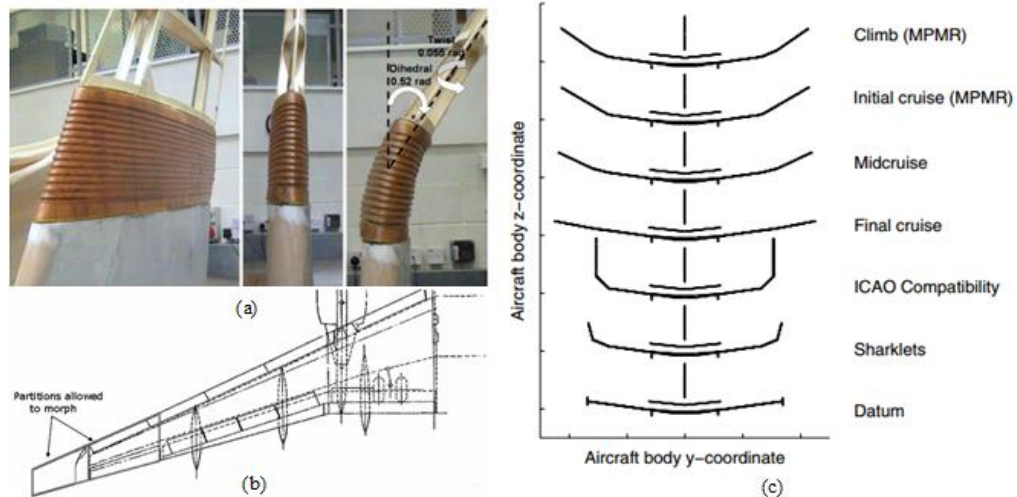 Twist
0.055 rad
Dihedral
0.52 rad
(a)
Partitions allowed
to morph
(b)
Aircraft body z-coordinate
Climb (MPMR)
Initial cruise (MPMR)
Midcruise
Final cruise
ICAO Compatibility
Sharklets
Datum
Aircraft body y-coordinate
(c)